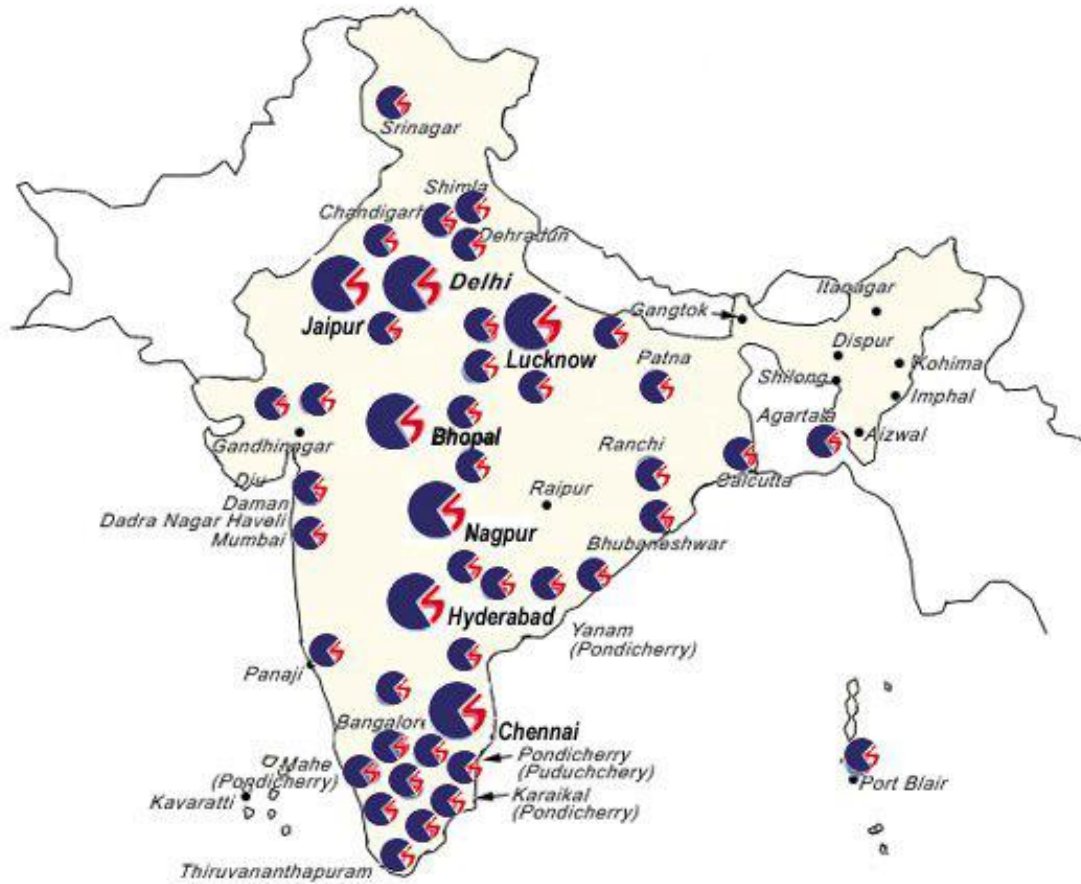 Srinagar
Shimla
Chandigarh
Dehradun
Delhi
Jaipur
Lucknow
Gangtok
Itanagar
Dispur
Patna
Kohima
Shilong
Imphal
Agartala
Aizwal
Bhopal
Gandhinagar
Ranchi
Calcutta
Diu
Daman
Raipur
Dadra Nagar Haveli
Mumbai
Nagpur
Bhubaneshwar
Hyderabad
Yanam
(Pondicherry)
Panaji
Bangalore
Chennai
Mahe
(Pondicherry)
Pondicherry
(Puduchchery)
Port Blair
Kavaratti
Karaikal
(Pondicherry)
Thiruvananthapuram